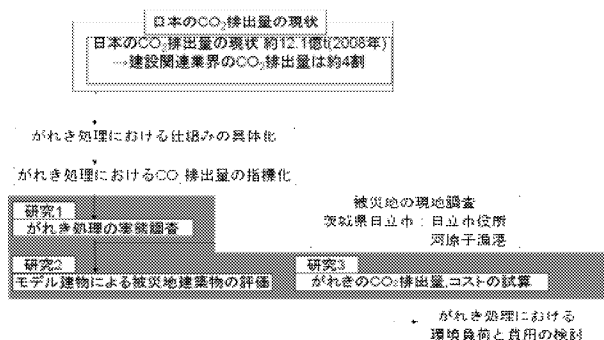 日本のCO₂排出量の現状
日本のCO₂排出量の現状 約12.1億t(2008年)
→建設関連業界のCO₂排出量は約4割
がれき処理における仕組みの具体化
がれき処理におけるCO₂排出量の指標化
研究1
がれき処理の実態調査
被災地の現地調査
茨城県日立市:日立市役所
河原子漁港
研究2
モデル建物による被災地建築物の評価
研究3
がれきのCO₂排出量,コストの試算
がれき処理における
環境負荷と費用の検討